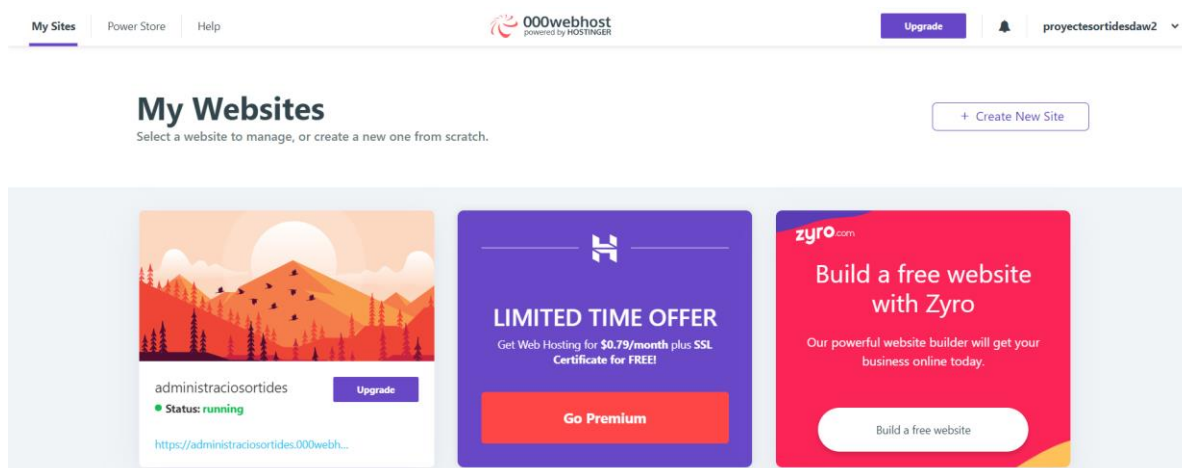 My Sites
Power Store
Help
000webhost
powered by HOSTINGER
Upgrade
proyectesortidesdaw2
My Websites
Select a website to manage, or create a new one from scratch.
+ Create New Site
administraciosortides
Upgrade
Status: running
https://administraciosortides.000webh...
LIMITED TIME OFFER
Get Web Hosting for $0.79/month plus SSL
Certificate for FREE!
Go Premium
zyro.com
Build a free website
with Zyro
Our powerful website builder will get your
business online today.
Build a free website